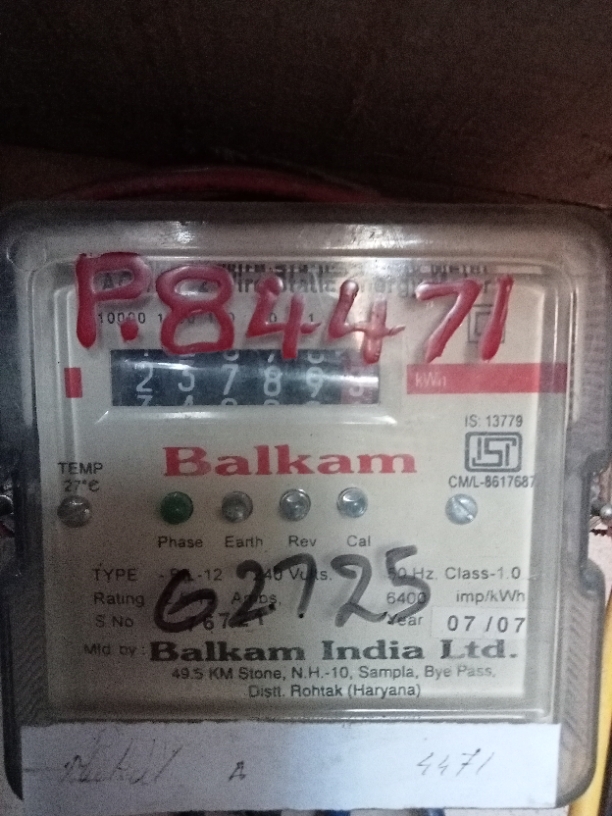 P.84471
10000
2 3 7 8 9 3
kWh
IS: 13779
Balkam
TEMP
27°C
CM/L-8617687
Phase Earth Rev Cal
TYPE 240 Volts. 50 Hz. Class-1.0
62725
Rating Amps. 6400 imp/kWh
S.No Year 07 /07
Mfd by : Balkam India Ltd.
49.5 KM Stone, N.H.-10, Sampla, Bye Pass,
Distt. Rohtak (Haryana)
A 4471